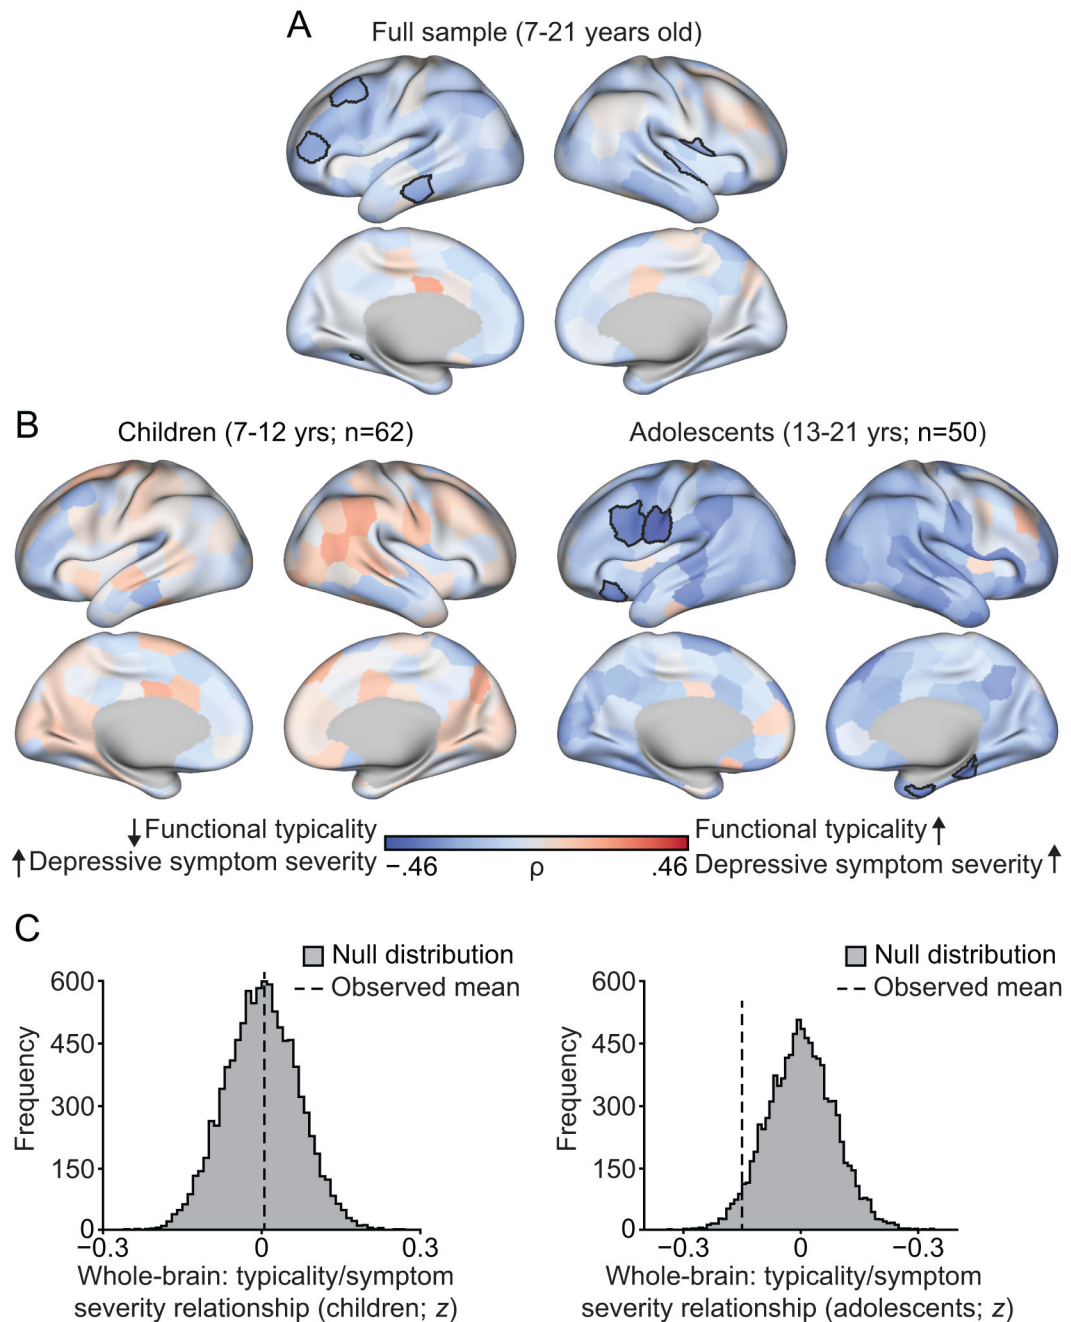 A
Full sample (7-21 years old)
B
Children (7-12 yrs; n=62)
Adolescents (13-21 yrs; n=50)
↓Functional typicality
↑Depressive symptom severity
−.46
ρ
.46
Functional typicality↑
Depressive symptom severity↑
C
Null distribution
Observed mean
600
450
300
150
0
Frequency
−0.3
0
0.3
Whole-brain: typicality/symptom
severity relationship (children; z)
Null distribution
Observed mean
600
450
300
150
0
Frequency
−0.3
0
−0.3
Whole-brain: typicality/symptom
severity relationship (adolescents; z)